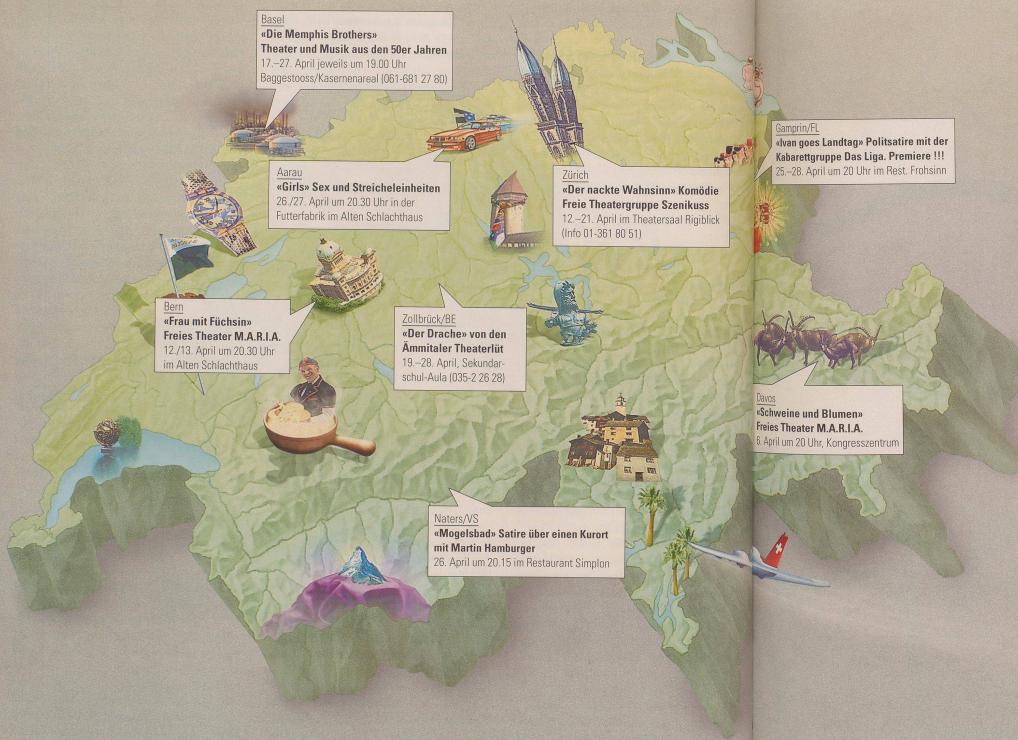 Basel
«Die Memphis Brothers»
Theater und Musik aus den 50er Jahren
17.–27. April jeweils um 19.00 Uhr
Baggestooss/Kasernenareal (061-681 27 80)
Aarau
«Girls» Sex und Streicheleinheiten
26./27. April um 20.30 Uhr in der
Futterfabrik im Alten Schlachthaus
Zürich
«Der nackte Wahnsinn» Komödie
Freie Theatergruppe Szenikuss
12.–21. April im Theatersaal Rigiblick
(Info 01-361 80 51)
Gamprin/FL
«Ivan goes Landtag» Politsatire mit der
Kabarettgruppe Das Liga. Premiere !!!
25.–28. April um 20 Uhr im Rest. Frohsinn
Bern
«Frau mit Füchsin»
Freies Theater M.A.R.I.A.
12./13. April um 20.30 Uhr
im Alten Schlachthaus
Zollbrück/BE
«Der Drache» von den
Ämmitaler Theaterlüt
19.–28. April, Sekundar-
schul-Aula (035-2 26 28)
Davos
«Schweine und Blumen»
Freies Theater M.A.R.I.A.
6. April um 20 Uhr, Kongresszentrum
Naters/VS
«Mogelsbad» Satire über einen Kurort
mit Martin Hamburger
26. April um 20.15 im Restaurant Simplon